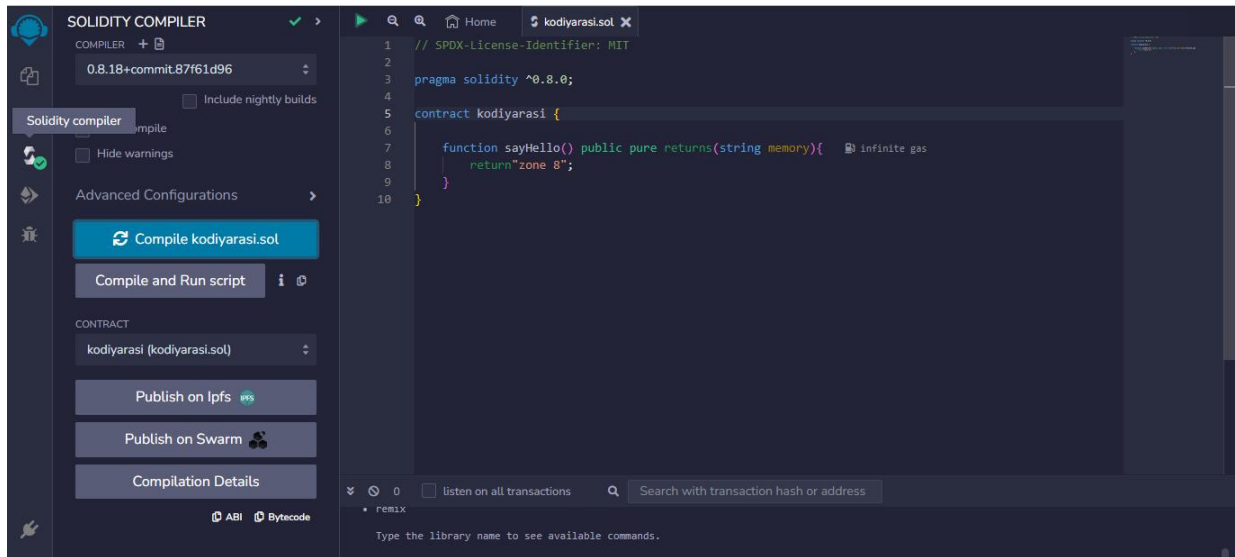 SOLIDITY COMPILER
COMPILER
0.8.18+commit.87f61d96
Include nightly builds
Solidity compiler
mpile
Hide warnings
Advanced Configurations
Compile kodiyarasi.sol
Compile and Run script
CONTRACT
kodiyarasi (kodiyarasi.sol)
Publish on Ipfs IPFS
Publish on Swarm
Compilation Details
ABI Bytecode
Home kodiyarasi.sol
1 // SPDX-License-Identifier: MIT
2
3 pragma solidity ^0.8.0;
4
5 contract kodiyarasi {
6
7 function sayHello() public pure returns(string memory){ infinite gas
8 return"zone 8";
9 }
10 }
0 listen on all transactions Search with transaction hash or address
• remix
Type the library name to see available commands.